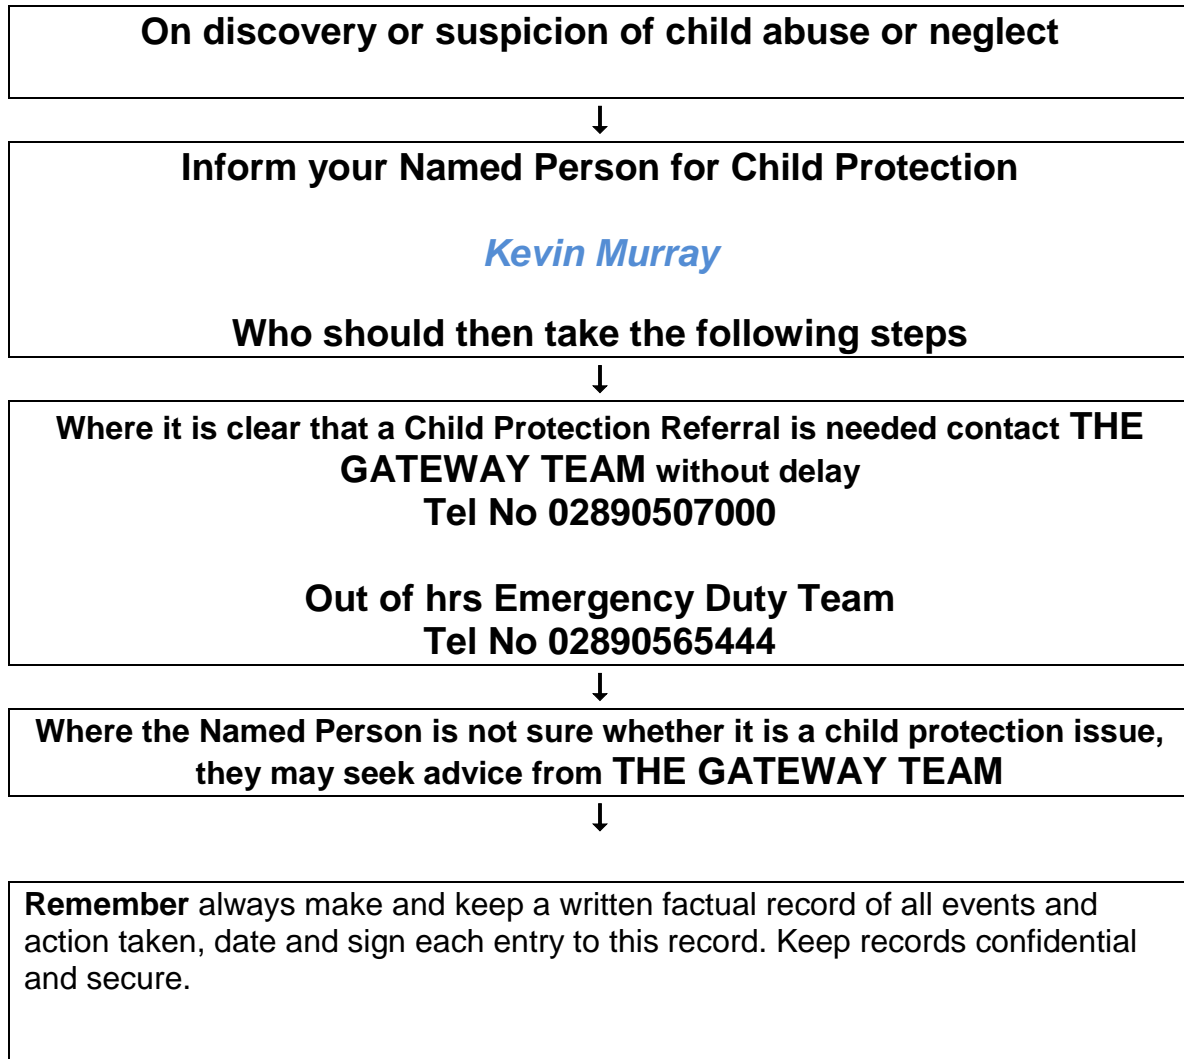 On discovery or suspicion of child abuse or neglect
Inform your Named Person for Child Protection
Kevin Murray
Who should then take the following steps
Where it is clear that a Child Protection Referral is needed contact THE
GATEWAY TEAM without delay
Tel No 02890507000
Out of hrs Emergency Duty Team
Tel No 02890565444
Where the Named Person is not sure whether it is a child protection issue,
they may seek advice from THE GATEWAY TEAM
Remember always make and keep a written factual record of all events and
action taken, date and sign each entry to this record. Keep records confidential
and secure.